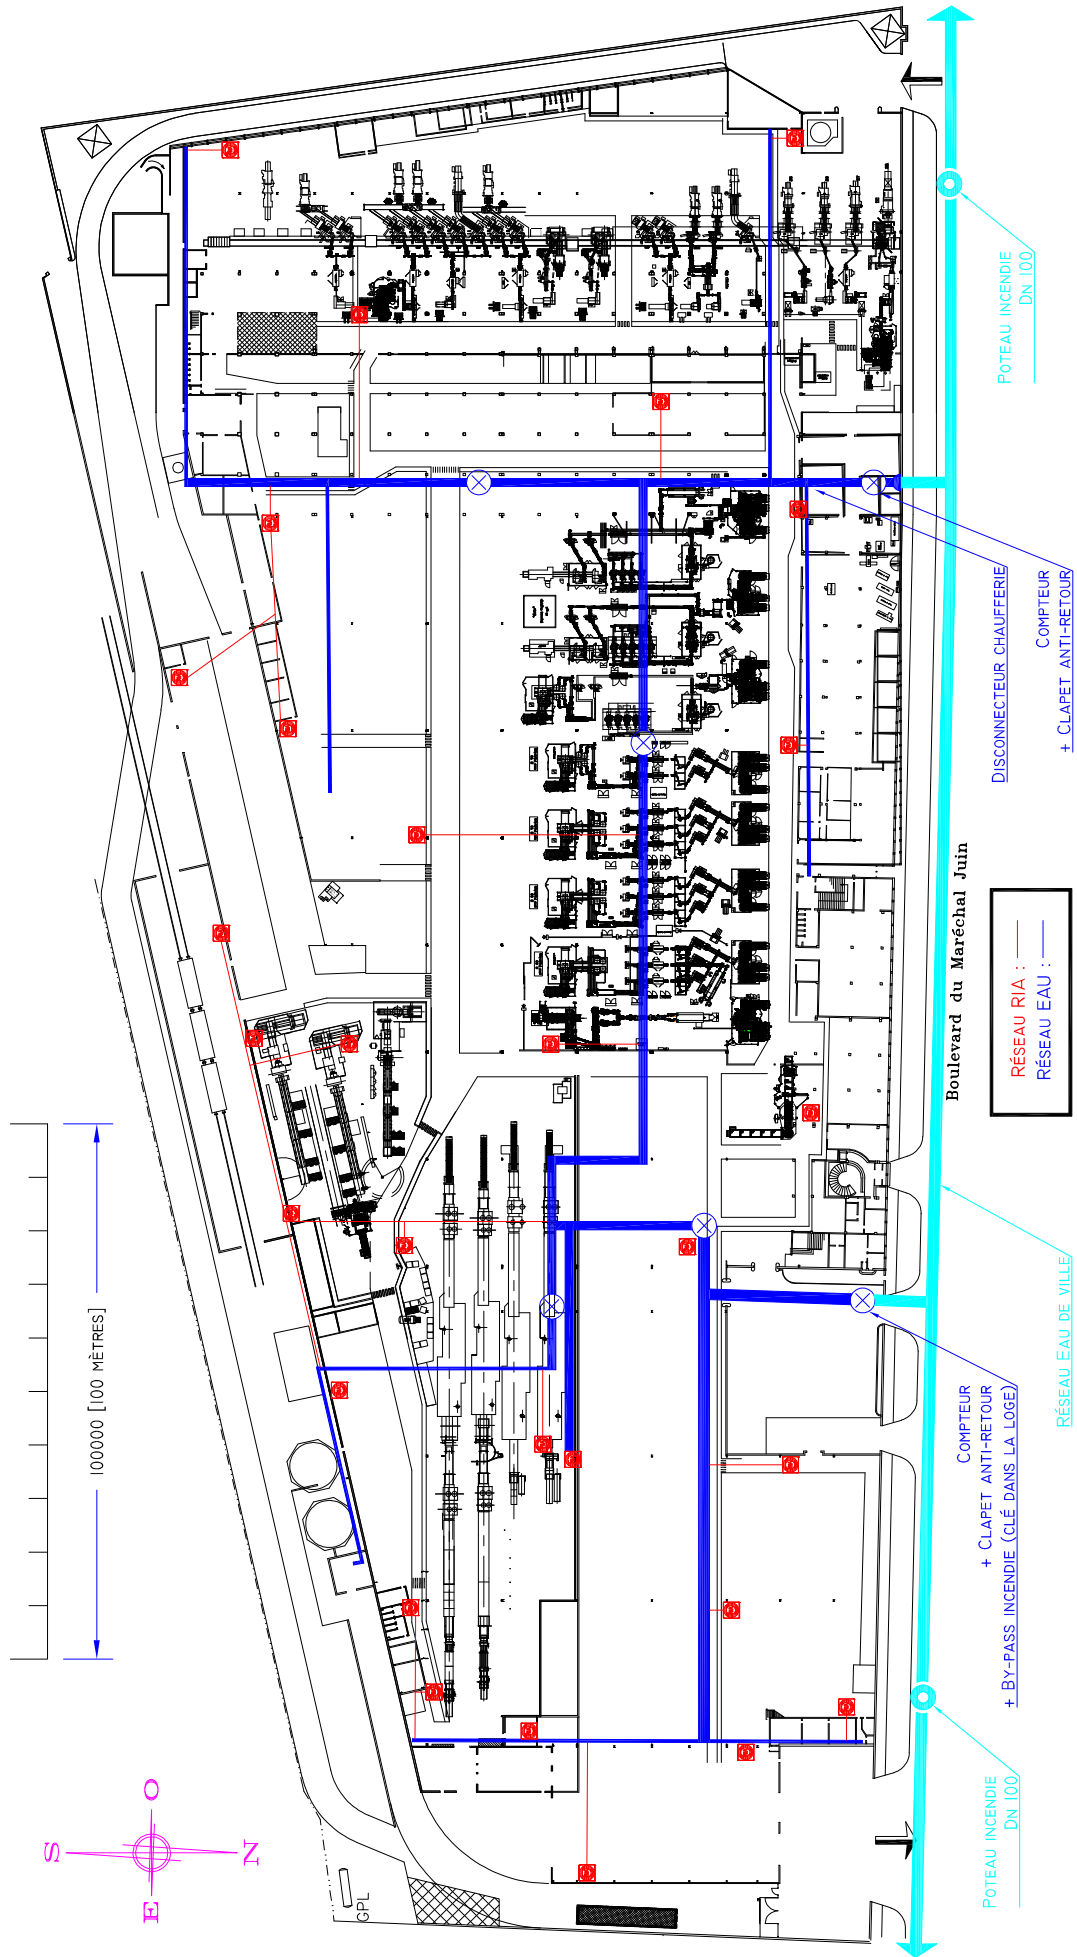 POTEAU INCENDIE
DN 100
DISCONNECTEUR CHAUFFERIE
COMPTEUR
+ CLAPET ANTI-RETOUR
Boulevard du Maréchal Juin
RÉSEAU RIA :
RÉSEAU EAU :
RÉSEAU EAU DE VILLE
COMPTEUR
+ CLAPET ANTI-RETOUR
+ BY-PASS INCENDIE (CLÉ DANS LA LOGE)
POTEAU INCENDIE
DN 100
100000 [100 MÈTRES]
GPL
S
O
N
E